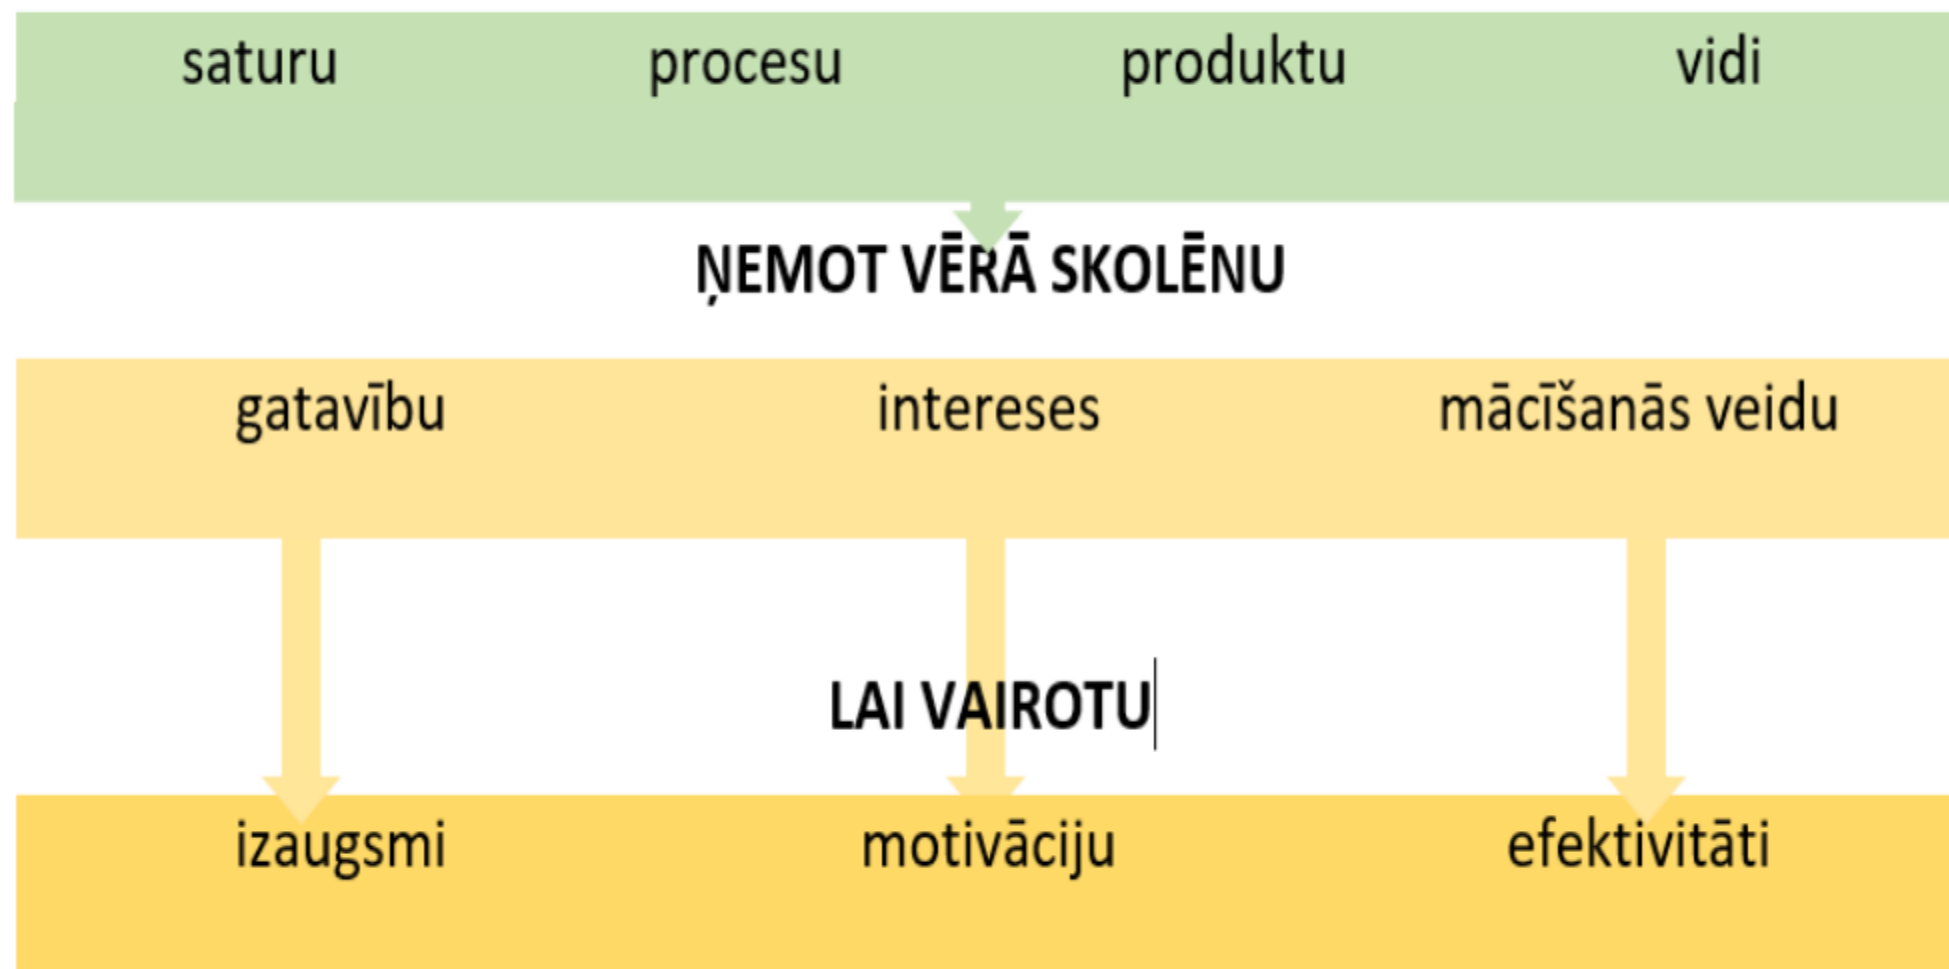 saturu procesu produktu vidi
ŅEMOT VĒRĀ SKOLĒNU
gatavību intereses mācīšanās veidu
LAI VAIROTU
izaugsmi motivāciju efektivitāti